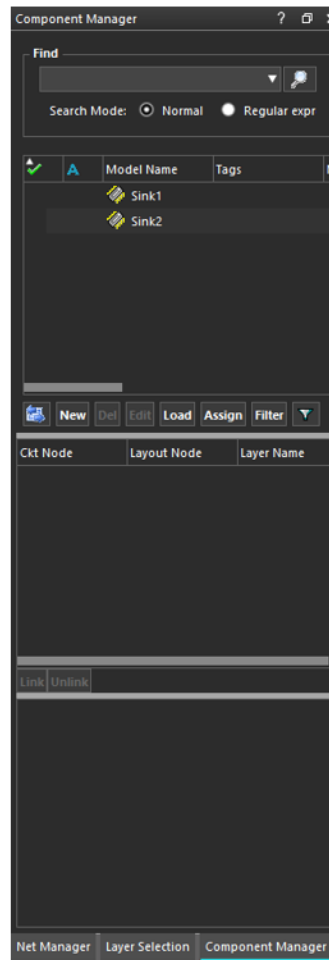 Component Manager ?
Find
Search Mode: Normal Regular expr
A Model Name Tags
Sink1
Sink2
New Del Edit Load Assign Filter
Ckt Node Layout Node Layer Name
Link Unlink
Net Manager Layer Selection Component Manager